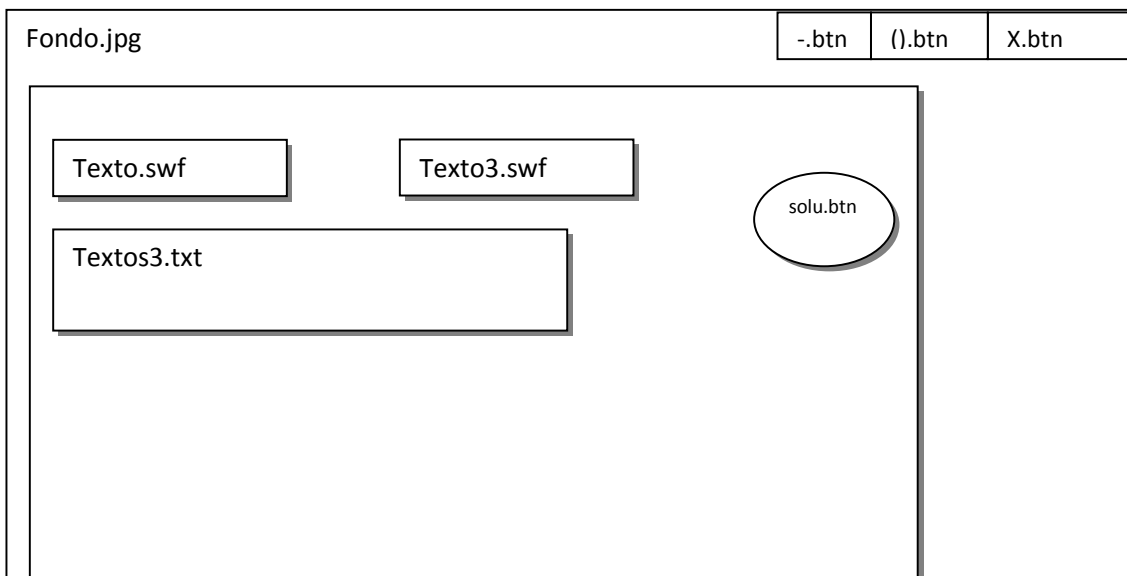 Fondo.jpg
-.btn
().btn
X.btn
Texto.swf
Texto3.swf
solu.btn
Textos3.txt